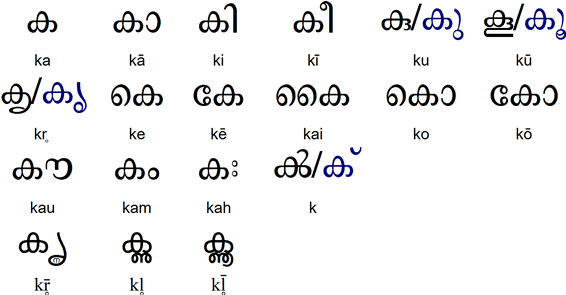 ക കാ കി കീ കു/കു കൂ/കൂ
ka kā ki kī ku kū
കൃ/കൃ കെ കേ കൈ കൊ കോ
kr̥ ke kē kai ko kō
കൗ കം കഃ ൿ/ക്
kau kam kah k
കൄ കൢ കൣ
kr̥̄ kl̥ kl̥̄